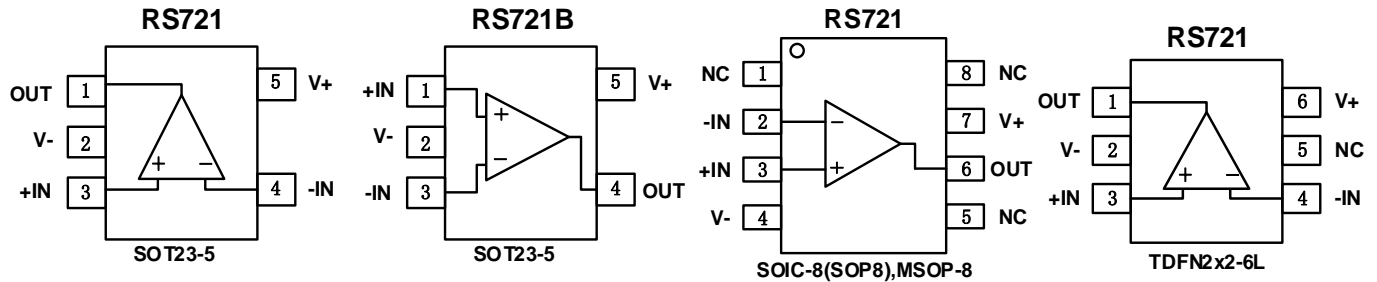 RS721
OUT 1 5 V+
V- 2
+IN 3 4 -IN
+ −
SOT23-5
RS721B
+IN 1 5 V+
V- 2
-IN 3 4 OUT
+
−
SOT23-5
RS721
NC 1 8 NC
-IN 2 7 V+
+IN 3 6 OUT
V- 4 5 NC
−
+
SOIC-8(SOP8),MSOP-8
RS721
OUT 1 6 V+
V- 2 5 NC
+IN 3 4 -IN
+ −
TDFN2x2-6L